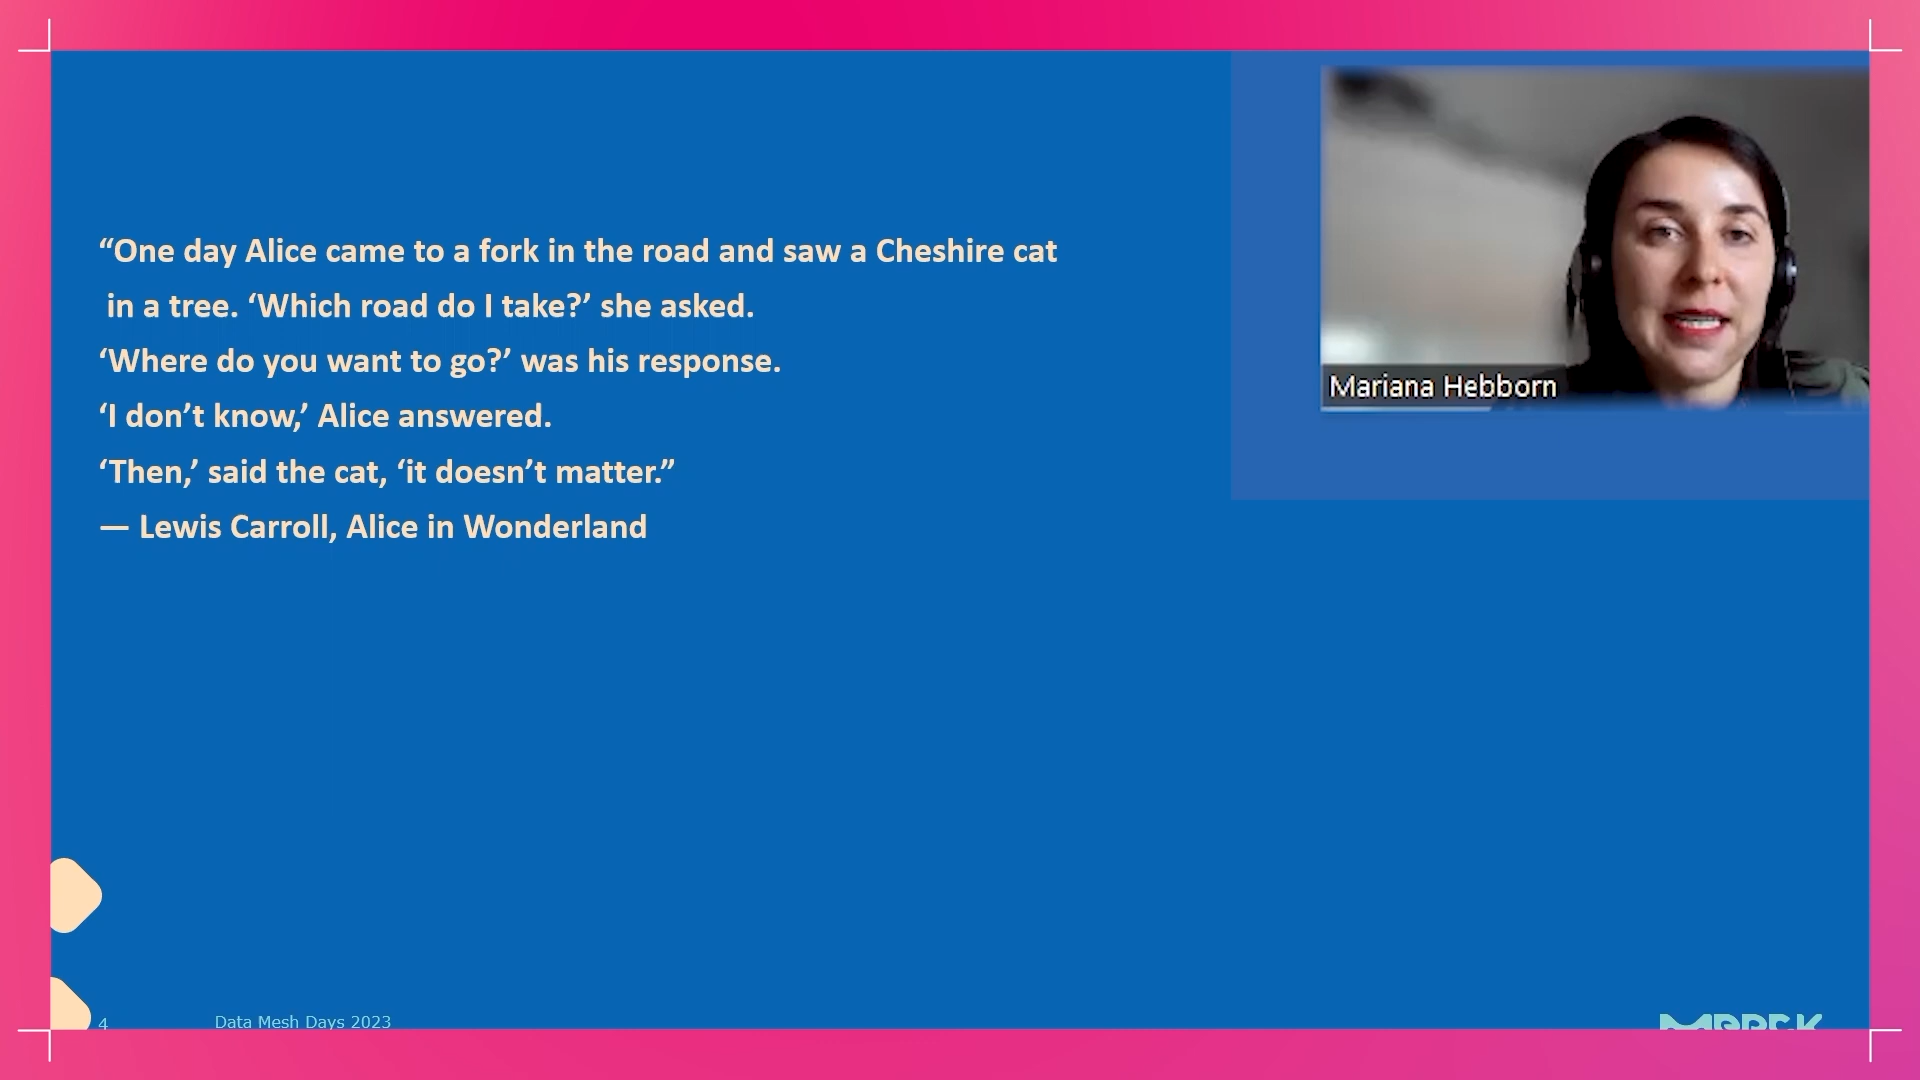 “One day Alice came to a fork in the road and saw a Cheshire cat
in a tree. ‘Which road do I take?’ she asked.
‘Where do you want to go?’ was his response.
‘I don’t know,’ Alice answered.
‘Then,’ said the cat, ‘it doesn’t matter.”
— Lewis Carroll, Alice in Wonderland
Mariana Hebborn
4
Data Mesh Days 2023
MERCK